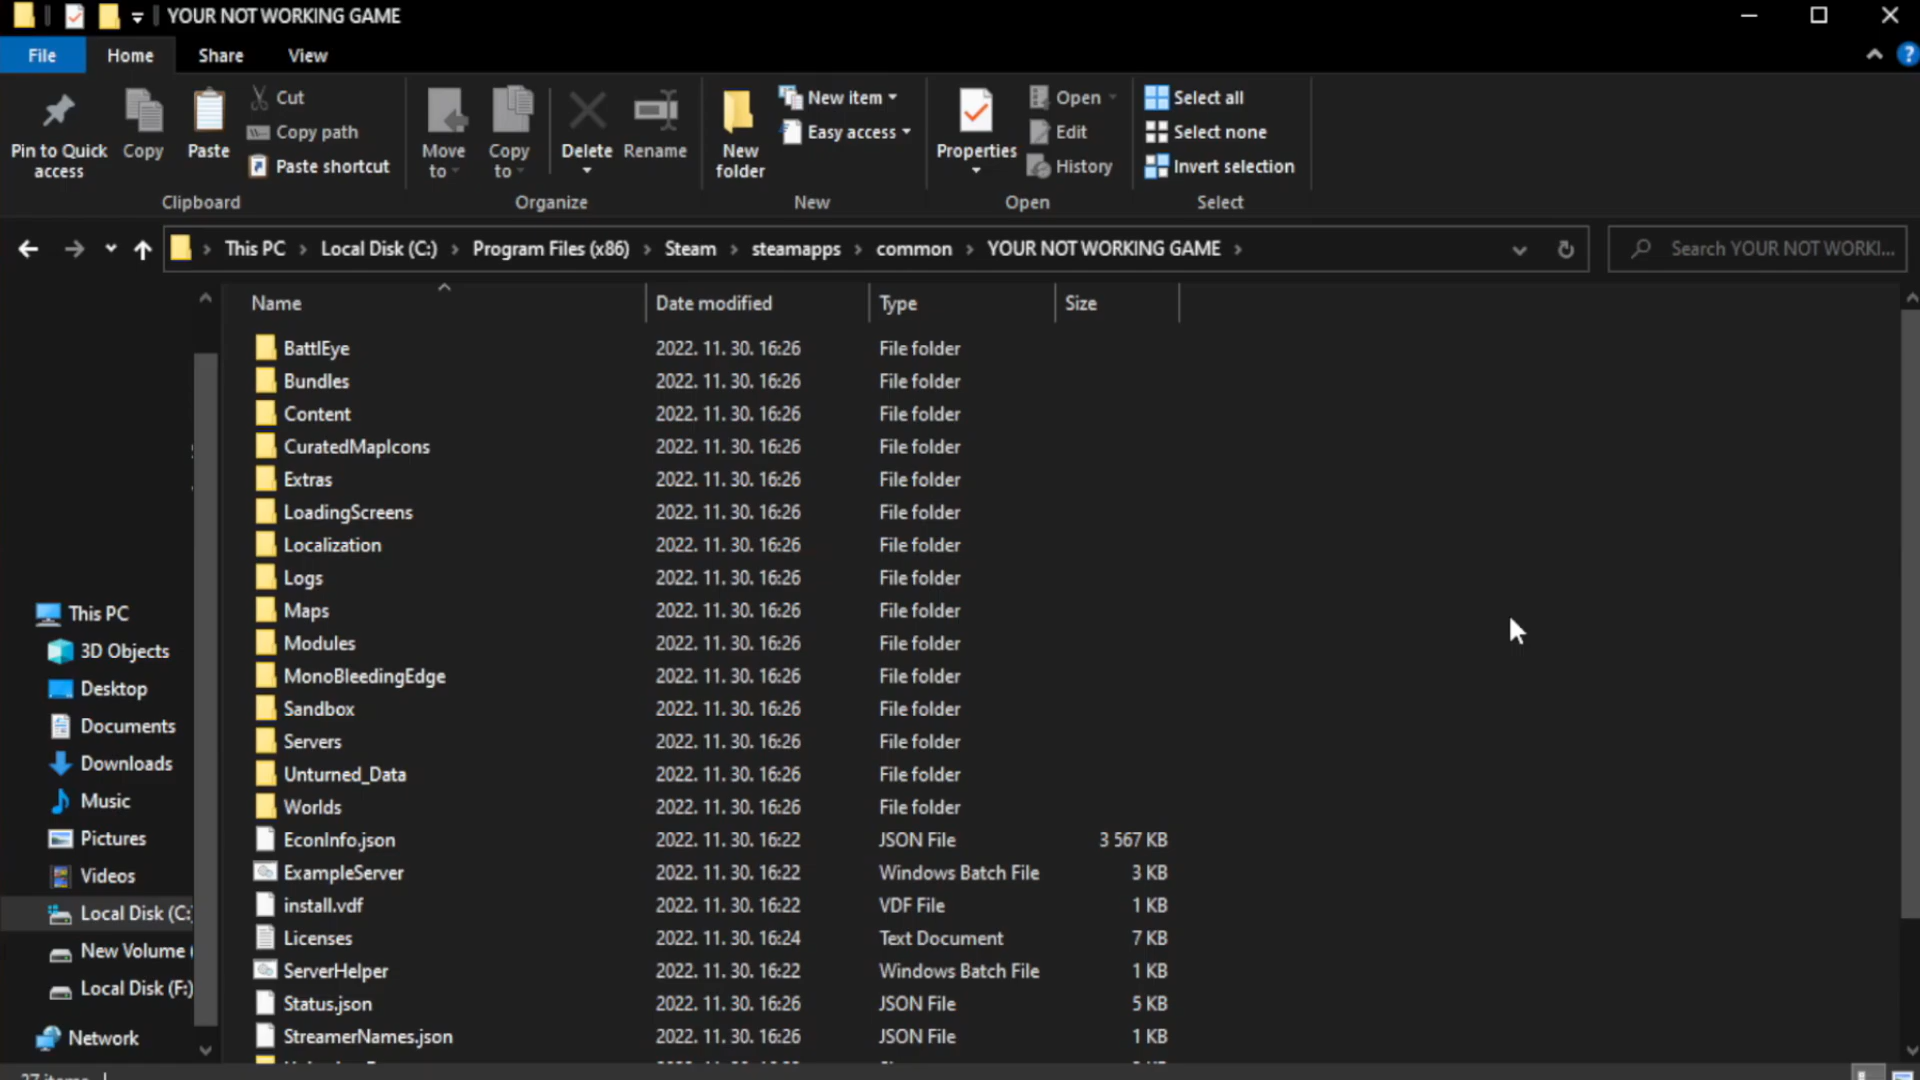 YOUR NOT WORKING GAME
File Home Share View
Pin to Quick access
Copy
Paste
Cut
Copy path
Paste shortcut
Clipboard
Move to
Copy to
Delete
Rename
Organize
New folder
New item
Easy access
New
Properties
Open
Edit
History
Open
Select all
Select none
Invert selection
Select
This PC Local Disk (C:) Program Files (x86) Steam steamapps common YOUR NOT WORKING GAME
Search YOUR NOT WORKI...
This PC
3D Objects
Desktop
Documents
Downloads
Music
Pictures
Videos
Local Disk (C:
New Volume
Local Disk (F:)
Network
Name Date modified Type Size
BattlEye 2022. 11. 30. 16:26 File folder
Bundles 2022. 11. 30. 16:26 File folder
Content 2022. 11. 30. 16:26 File folder
CuratedMapIcons 2022. 11. 30. 16:26 File folder
Extras 2022. 11. 30. 16:26 File folder
LoadingScreens 2022. 11. 30. 16:26 File folder
Localization 2022. 11. 30. 16:26 File folder
Logs 2022. 11. 30. 16:26 File folder
Maps 2022. 11. 30. 16:26 File folder
Modules 2022. 11. 30. 16:26 File folder
MonoBleedingEdge 2022. 11. 30. 16:26 File folder
Sandbox 2022. 11. 30. 16:26 File folder
Servers 2022. 11. 30. 16:26 File folder
Unturned_Data 2022. 11. 30. 16:26 File folder
Worlds 2022. 11. 30. 16:26 File folder
EconInfo.json 2022. 11. 30. 16:22 JSON File 3 567 KB
ExampleServer 2022. 11. 30. 16:22 Windows Batch File 3 KB
install.vdf 2022. 11. 30. 16:22 VDF File 1 KB
Licenses 2022. 11. 30. 16:24 Text Document 7 KB
ServerHelper 2022. 11. 30. 16:22 Windows Batch File 1 KB
Status.json 2022. 11. 30. 16:26 JSON File 5 KB
StreamerNames.json 2022. 11. 30. 16:26 JSON File 1 KB